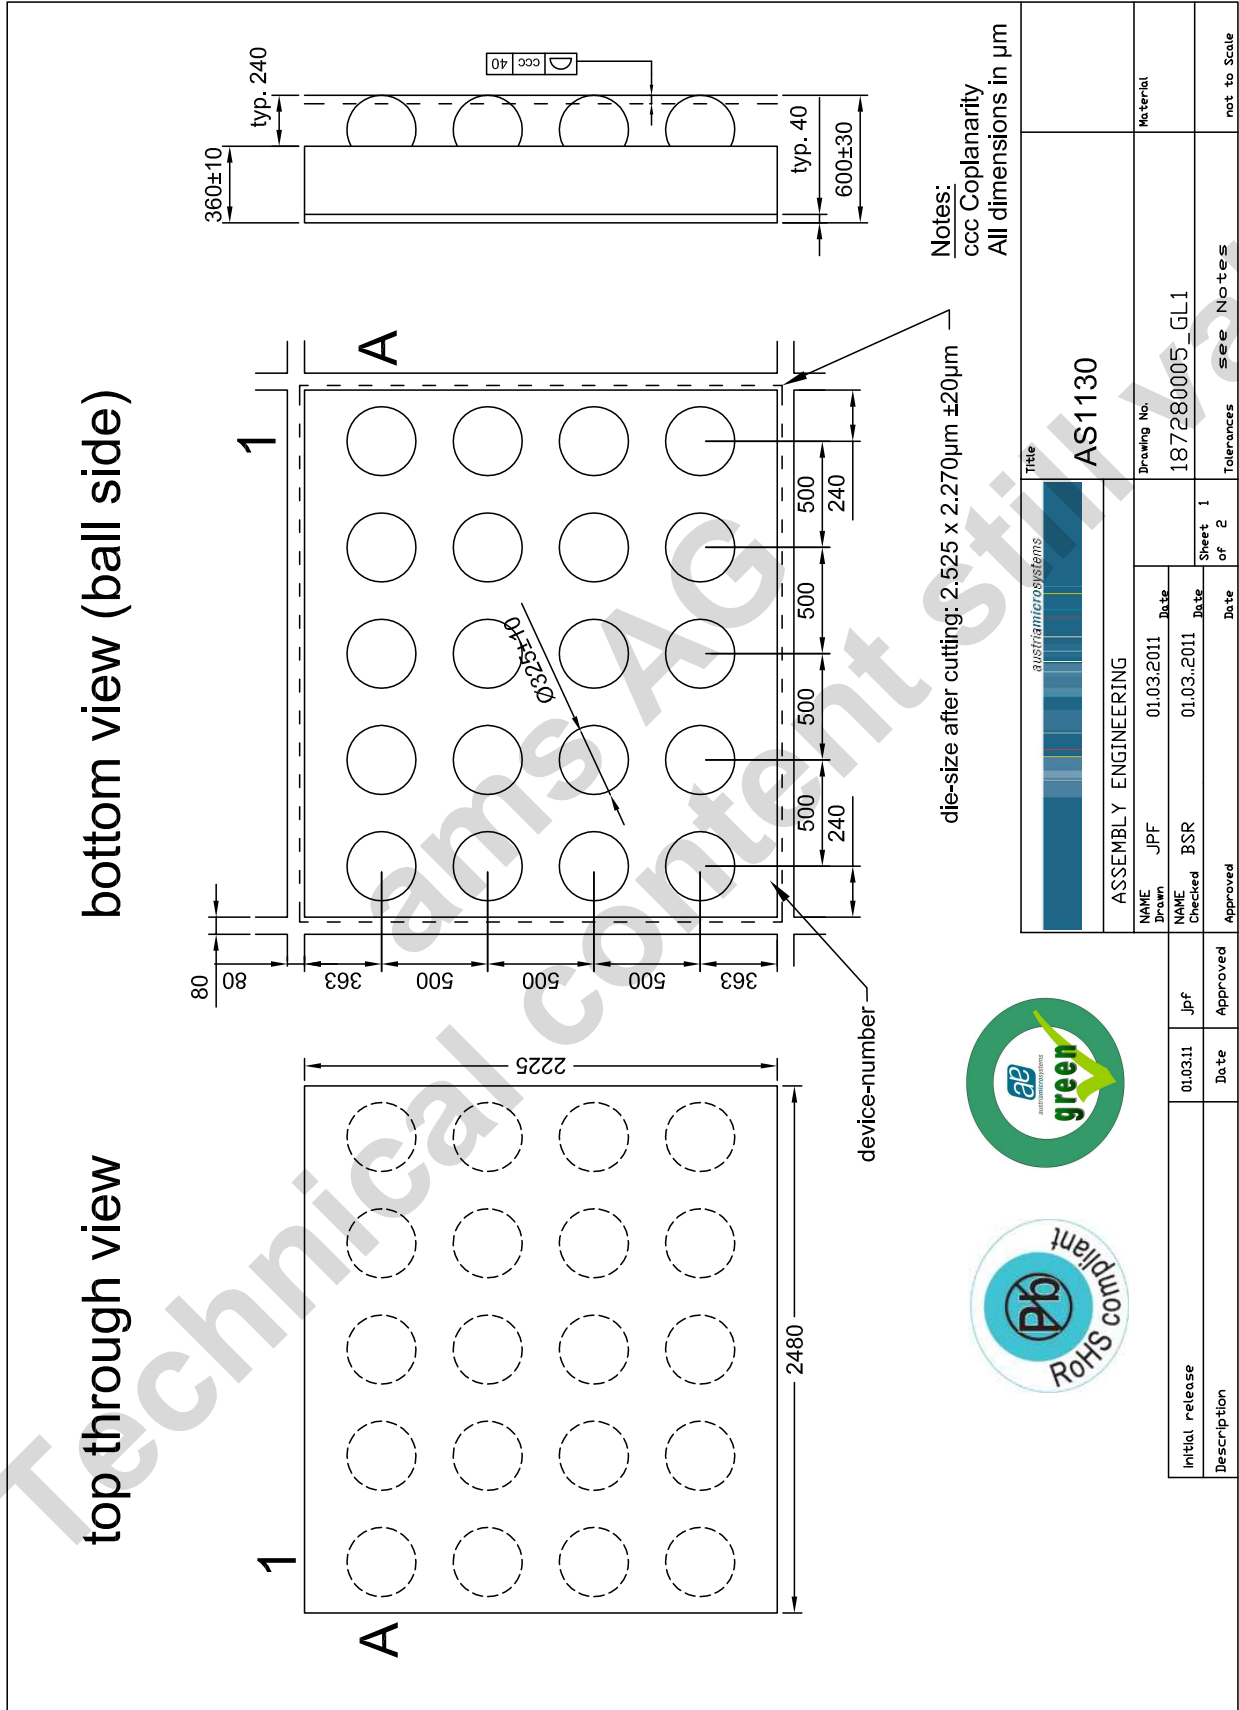 top through view
bottom view (ball side)
1
A
2480
2225
80
80
363
500
500
500
363
1
A
Ø325±10
240
500
500
500
500
240
device-number
die-size after cutting: 2.525 x 2.270µm ±20µm
360±10
typ. 240
40
ccc
typ. 40
600±30
Notes:
ccc Coplanarity
All dimensions in µm
Technical content still va
ams AG
RoHS compliant
Pb
austriamicrosystems
green
Initial release
01.03.11
jpf
Description
Date
Approved
austriamicrosystems
ASSEMBLY ENGINEERING
NAME
Drawn
JPF
01.03.2011
Date
NAME
Checked
BSR
01.03..2011
Date
Approved
Date
Sheet 1
of 2
Title
AS1130
Drawing No.
187280005_GL1
Material
Tolerances
see Notes
not to Scale